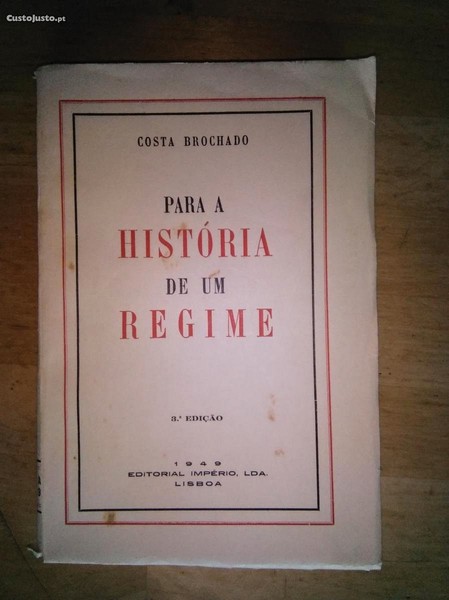 CustoJusto.pt
COSTA BROCHADO
PARA A
HISTÓRIA
DE UM
REGIME
3.ª EDIÇÃO
1949
EDITORIAL IMPÉRIO, LDA.
LISBOA